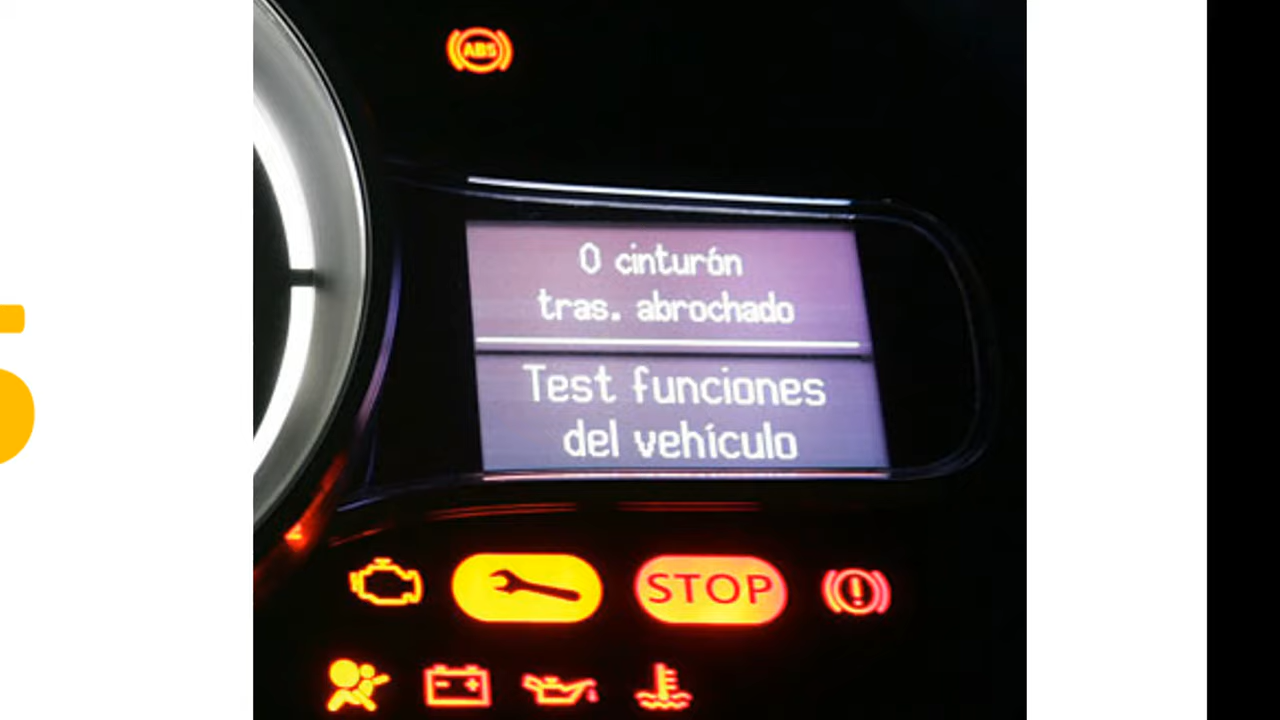 ABS
0 cinturón
tras. abrochado
Test funciones
del vehículo
STOP